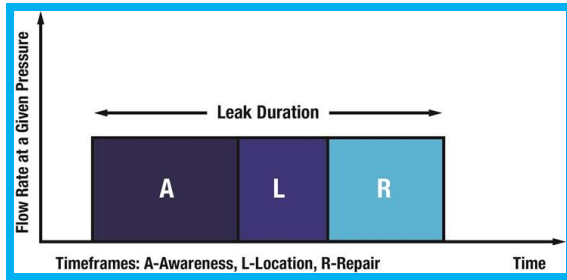 Flow Rate at a Given Pressure
Leak Duration
A L R
Timeframes: A-Awareness, L-Location, R-Repair Time